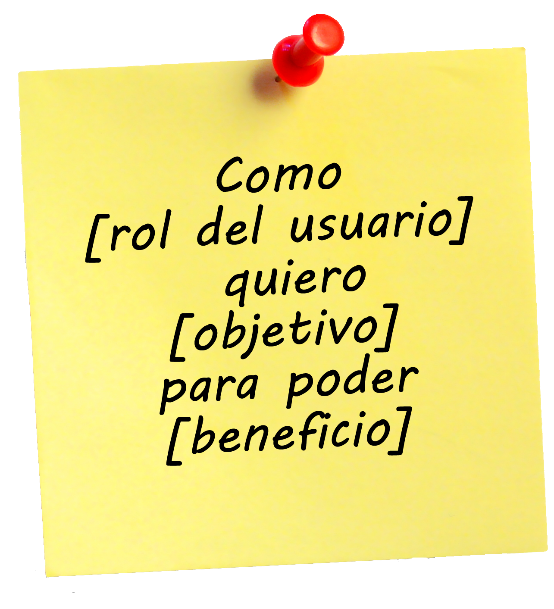 Como
[rol del usuario]
quiero
[objetivo]
para poder
[beneficio]